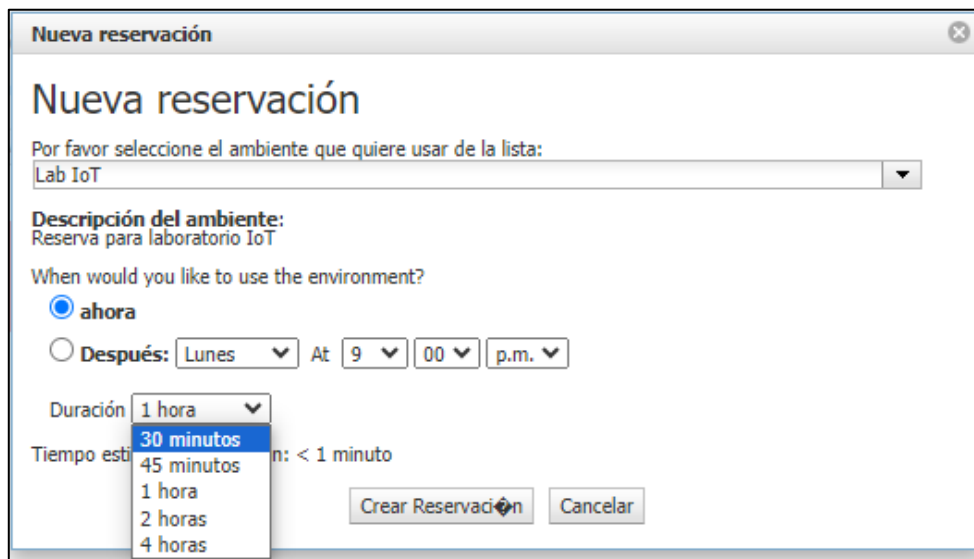 Nueva reservación
Nueva reservación
Por favor seleccione el ambiente que quiere usar de la lista:
Lab IoT
Descripción del ambiente:
Reserva para laboratorio IoT
When would you like to use the environment?
ahora
Después: Lunes At 9 00 p.m.
Duración 1 hora
30 minutos
Tiempo esti n: < 1 minuto
45 minutos
1 hora
2 horas
4 horas
Crear Reservaci�n Cancelar